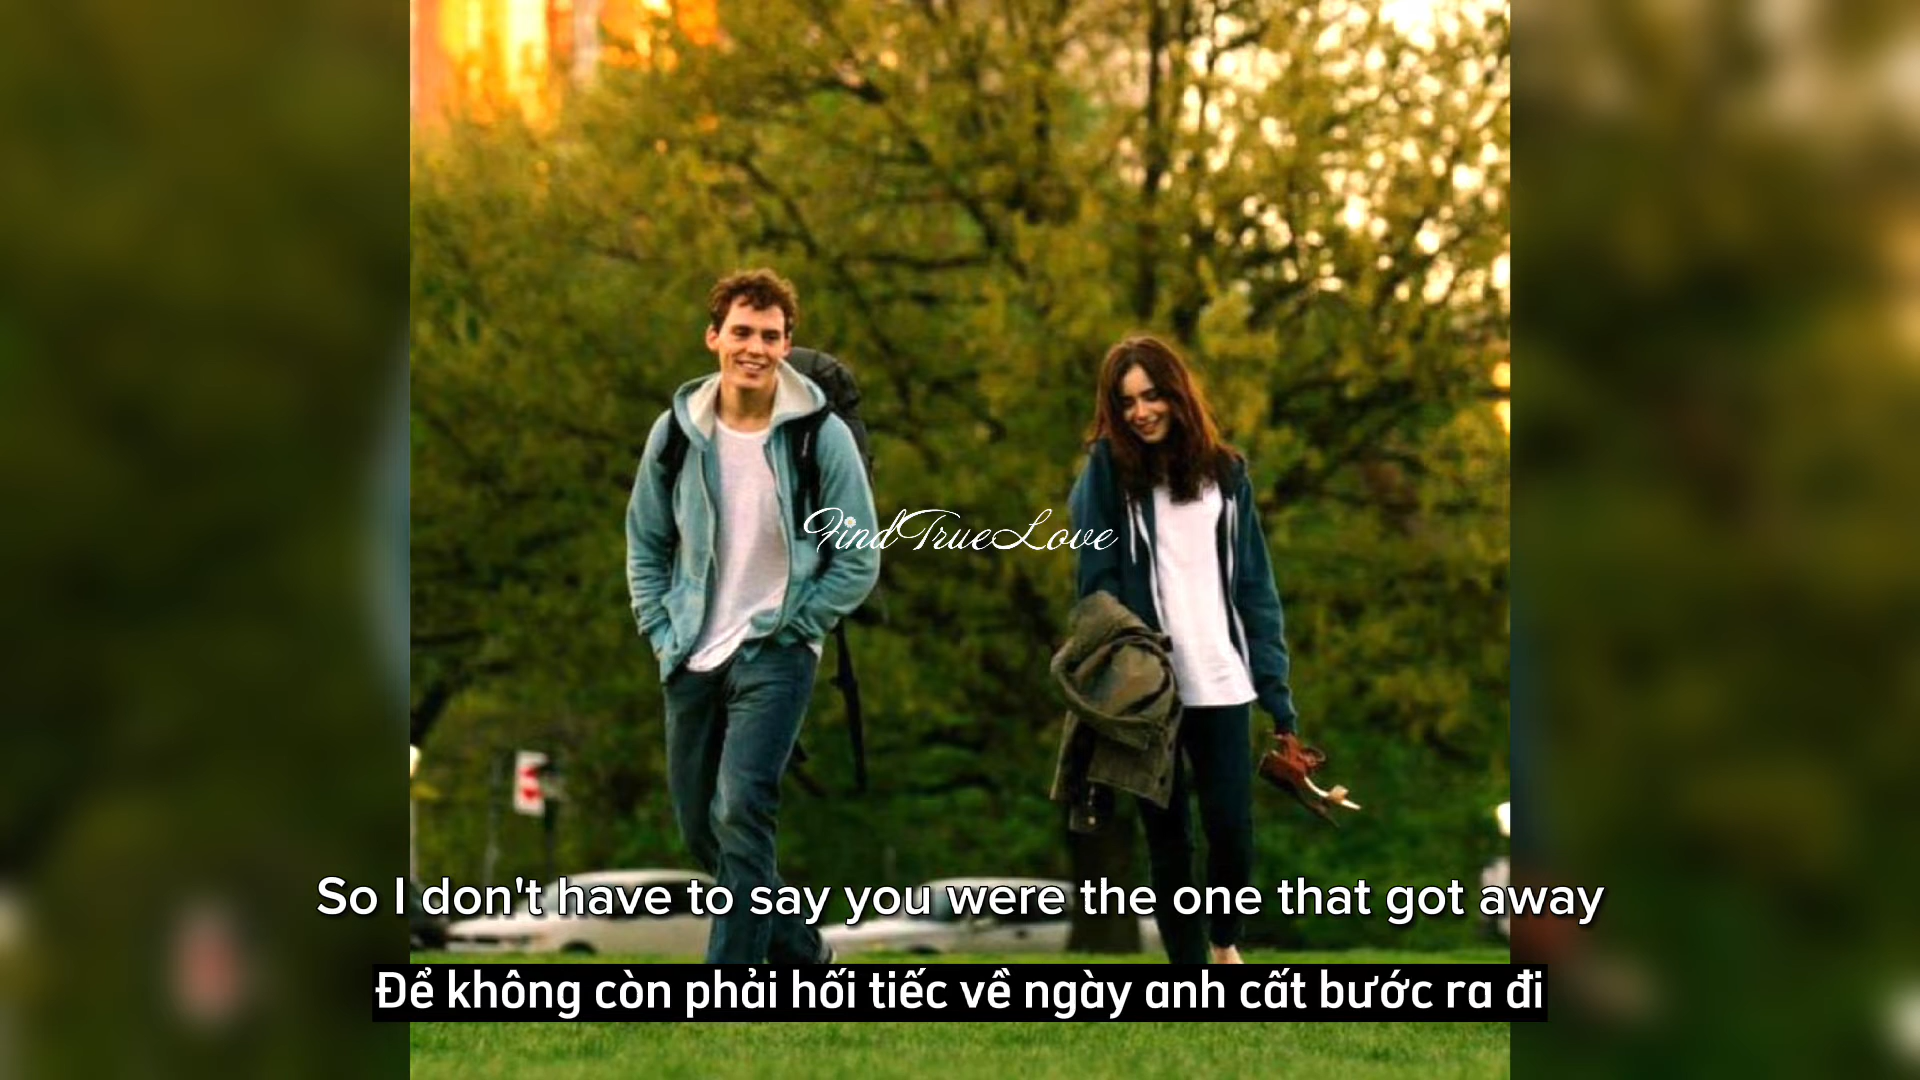 FindTrueLove
So I don't have to say you were the one that got away
Để không còn phải hối tiếc về ngày anh cất bước ra đi